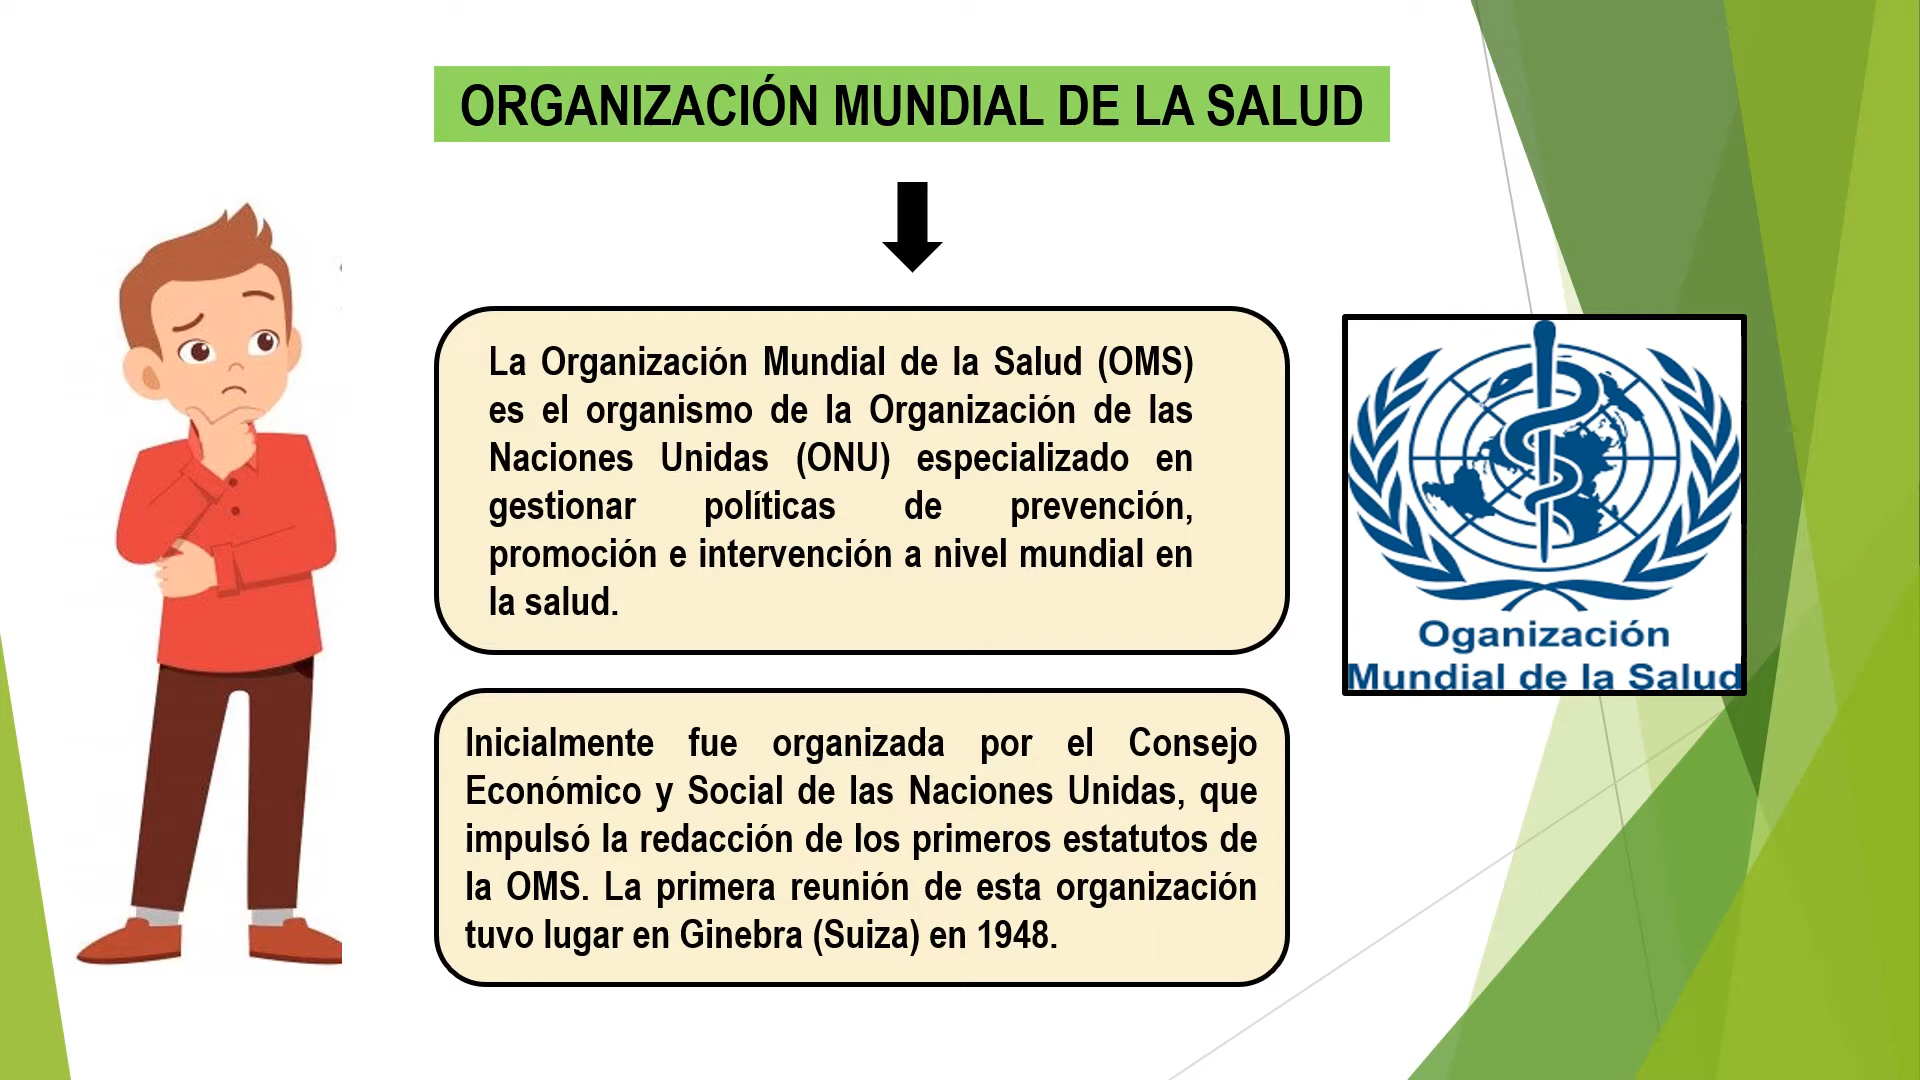 ORGANIZACIÓN MUNDIAL DE LA SALUD
La Organización Mundial de la Salud (OMS)
es el organismo de la Organización de las
Naciones Unidas (ONU) especializado en
gestionar políticas de prevención,
promoción e intervención a nivel mundial en
la salud.
Oganización
Mundial de la Salud
Inicialmente fue organizada por el Consejo
Económico y Social de las Naciones Unidas, que
impulsó la redacción de los primeros estatutos de
la OMS. La primera reunión de esta organización
tuvo lugar en Ginebra (Suiza) en 1948.